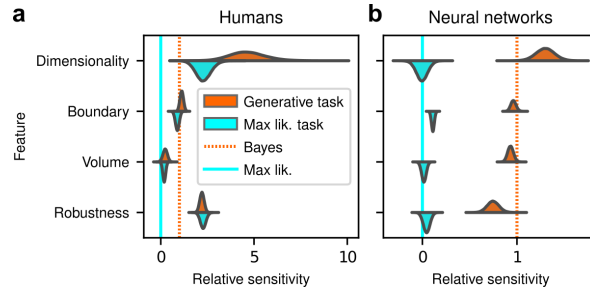 a
Humans
b
Neural networks
Feature
Dimensionality
Boundary
Volume
Robustness
Generative task
Max lik. task
Bayes
Max lik.
0
5
10
0
1
Relative sensitivity
Relative sensitivity